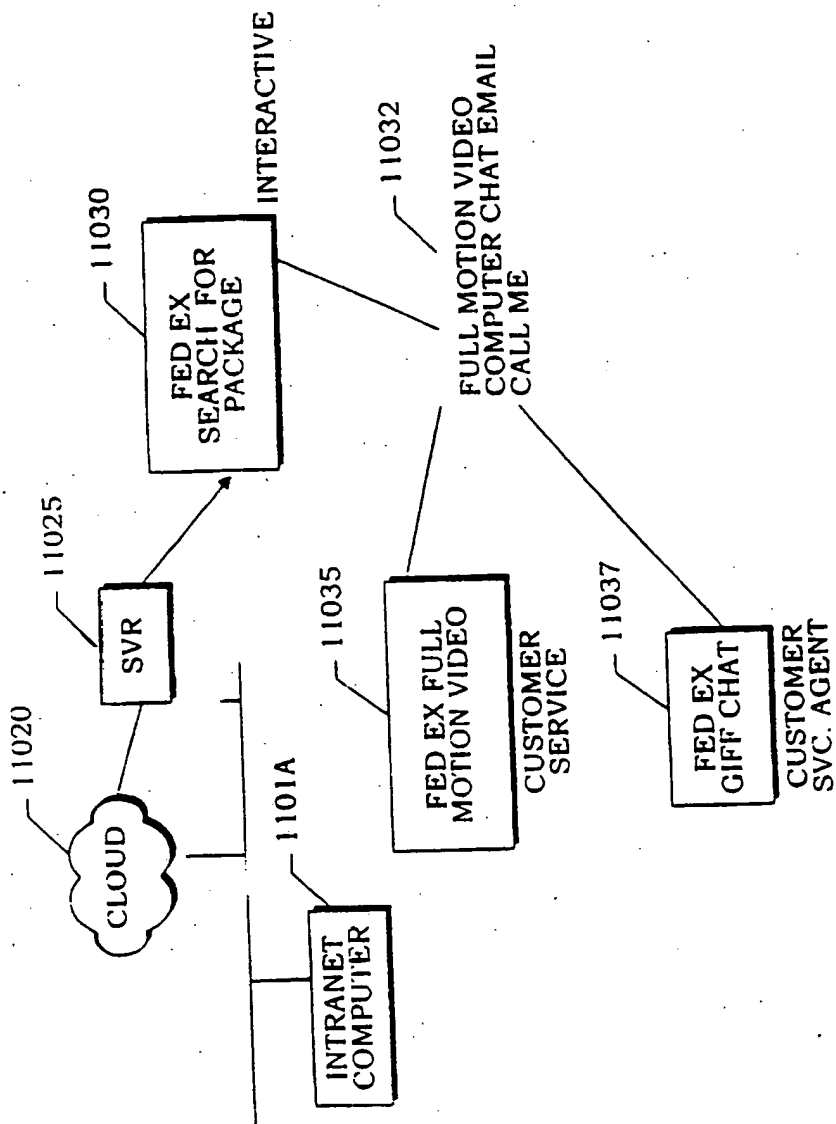 11020
CLOUD
11025
SVR
11030
FED EX
SEARCH FOR
PACKAGE
INTERACTIVE
1101A
INTRANET
COMPUTER
11035
FED EX FULL
MOTION VIDEO
CUSTOMER
SERVICE
11032
FULL MOTION VIDEO
COMPUTER CHAT EMAIL
CALL ME
11037
FED EX
GIFF CHAT
CUSTOMER
SVC. AGENT